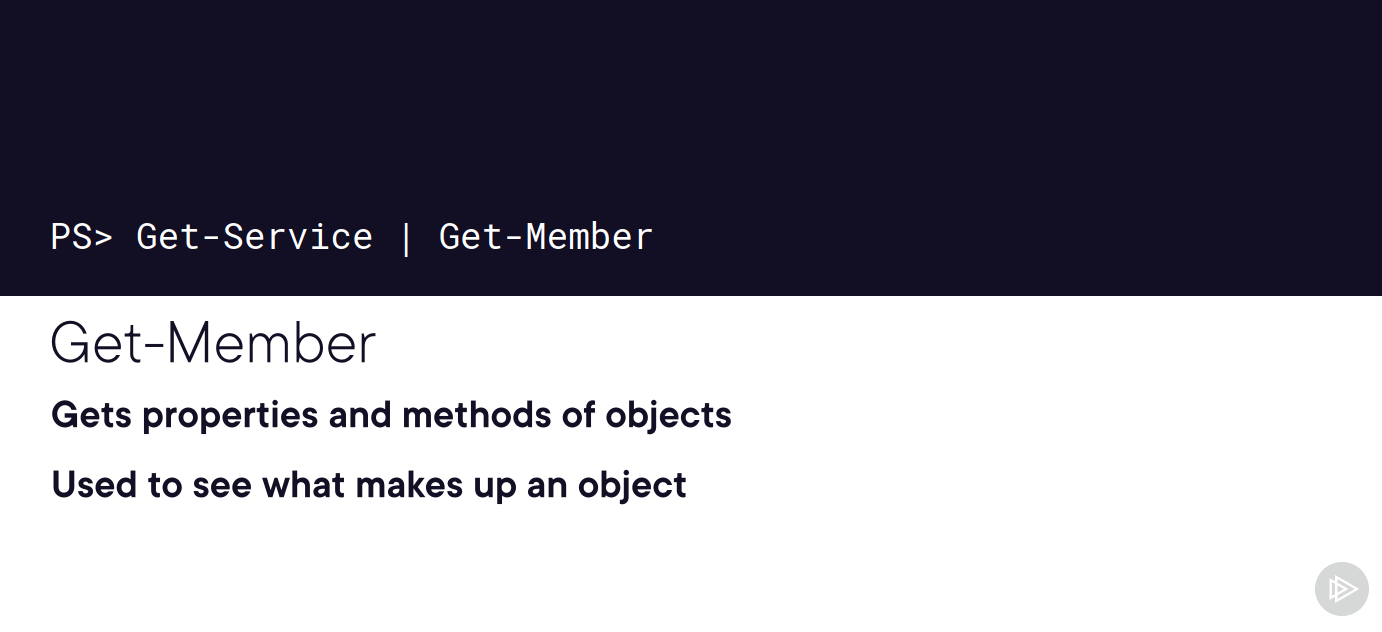 PS> Get-Service | Get-Member
Get-Member
Gets properties and methods of objects
Used to see what makes up an object